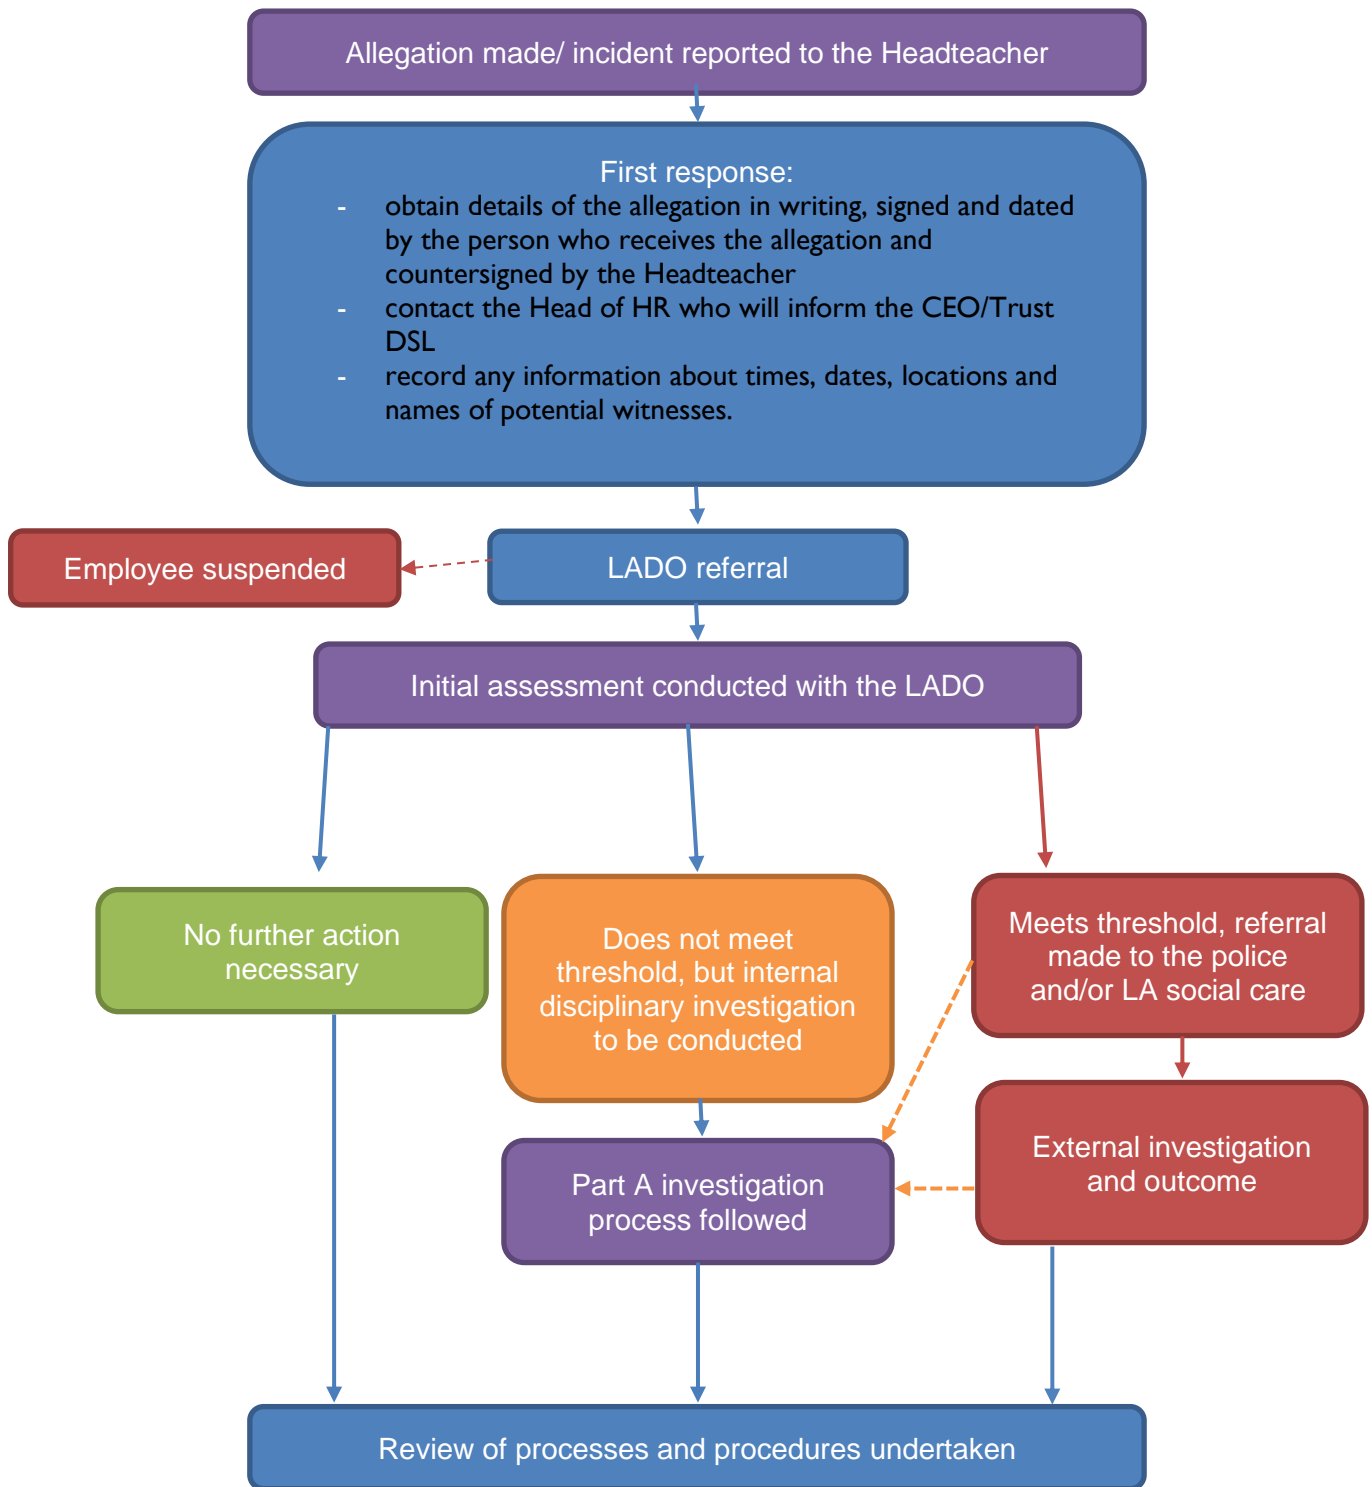 Allegation made/ incident reported to the Headteacher
First response:
- obtain details of the allegation in writing, signed and dated
by the person who receives the allegation and
countersigned by the Headteacher
- contact the Head of HR who will inform the CEO/Trust
DSL
- record any information about times, dates, locations and
names of potential witnesses.
Employee suspended
LADO referral
Initial assessment conducted with the LADO
No further action
necessary
Does not meet
threshold, but internal
disciplinary investigation
to be conducted
Meets threshold, referral
made to the police
and/or LA social care
Part A investigation
process followed
External investigation
and outcome
Review of processes and procedures undertaken